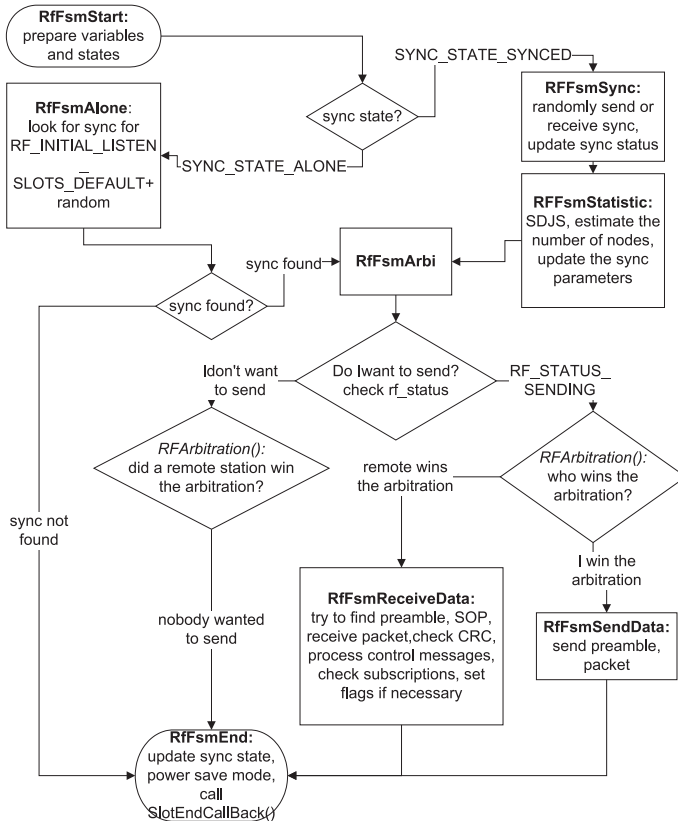 RfFsmStart:
prepare variables
and states
SYNC_STATE_SYNCED
sync state?
RFFsmSync:
randomly send or
receive sync,
update sync status
RfFsmAlone:
look for sync for
RF_INITIAL_LISTEN
_
SLOTS_DEFAULT+
random
SYNC_STATE_ALONE
RFFsmStatistic:
SDJS, estimate the
number of nodes,
update the sync
parameters
sync found?
sync found
RfFsmArbi
Do Iwant to send?
check rf_status
Idon't want
to send
RF_STATUS_
SENDING
RFArbitration():
did a remote station win
the arbitration?
remote wins
the arbitration
RFArbitration():
who wins the
arbitration?
sync not
found
I win the
arbitration
nobody wanted
to send
RfFsmReceiveData:
try to find preamble, SOP,
receive packet,check CRC,
process control messages,
check subscriptions, set
flags if necessary
RfFsmSendData:
send preamble,
packet
RfFsmEnd:
update sync state,
power save mode,
call
SlotEndCallBack()